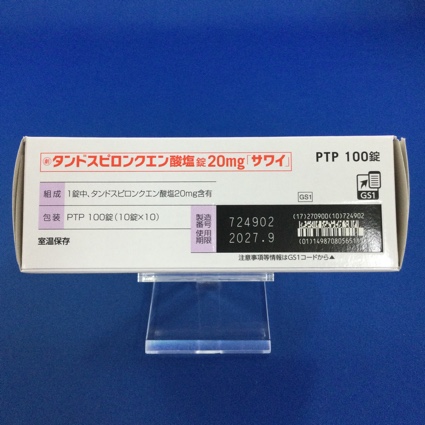 劇 タンドスピロンクエン酸塩錠20mg「サワイ」 PTP 100錠
組成 1錠中、タンドスピロンクエン酸塩20mg含有
GS1
GS1
包装 PTP 100錠(10錠×10)
製造番号 724902
使用期限 2027.9
(17)270900(10)724902
室温保存
注意事項等情報はGS1コードから▲